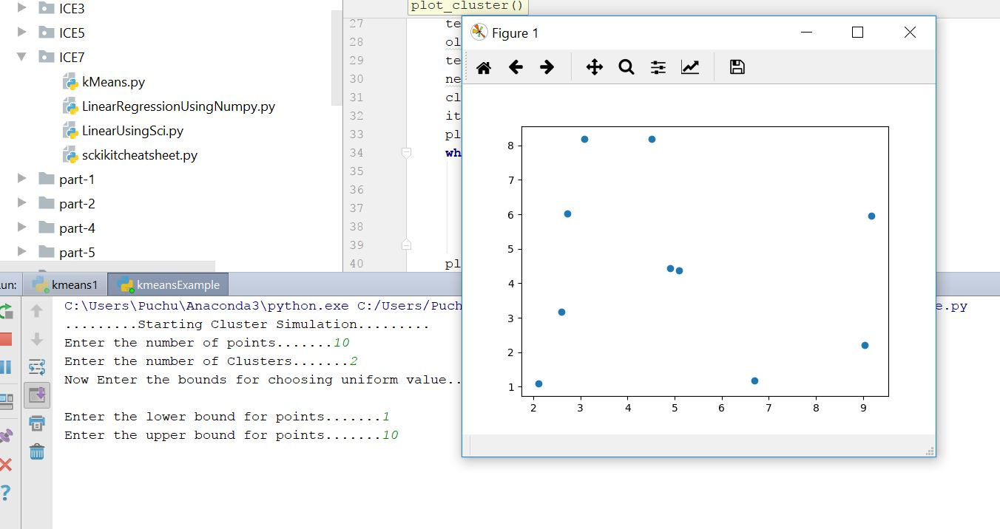 ICE3
ICE5
ICE7
kMeans.py
LinearRegressionUsingNumpy.py
LinearUsingSci.py
sckikitcheatsheet.py
part-1
part-2
part-4
part-5
plot_cluster()
27 te
28 ol
29 te
30 ne
31 cl
32 it
33 pl
34 wh
35
36
37
38
39
40 pl
Figure 1
8
7
6
5
4
3
2
1
2 3 4 5 6 7 8 9
un: kmeans1 kmeansExample
C:\Users\Puchu\Anaconda3\python.exe C:/Users/Puch e.py
.........Starting Cluster Simulation.........
Enter the number of points.......10
Enter the number of Clusters.......2
Now Enter the bounds for choosing uniform value..
Enter the lower bound for points.......1
Enter the upper bound for points.......10